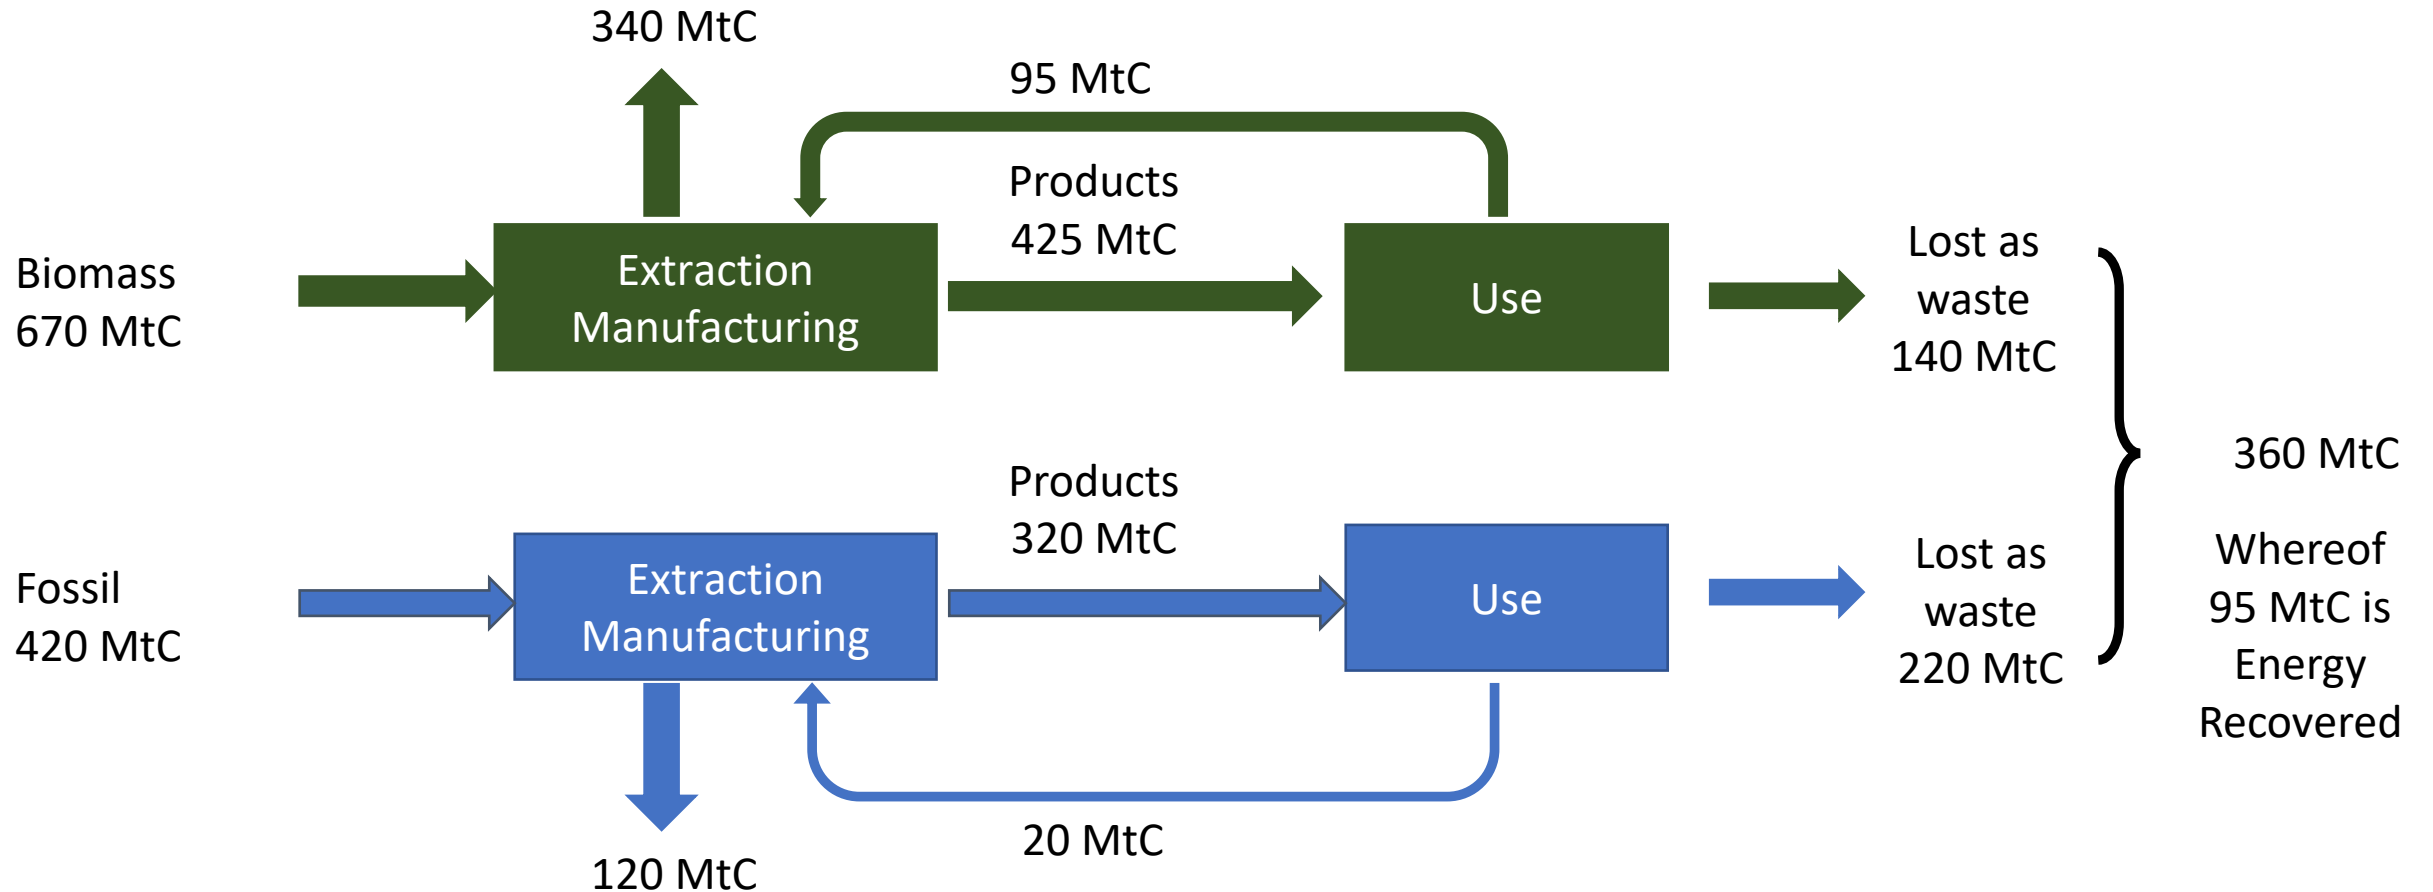 340 MtC
95 MtC
Products
425 MtC
Biomass
670 MtC
Extraction
Manufacturing
Use
Lost as
waste
140 MtC
360 MtC
Whereof
95 MtC is
Energy
Recovered
Products
320 MtC
Fossil
420 MtC
Extraction
Manufacturing
Use
Lost as
waste
220 MtC
20 MtC
120 MtC